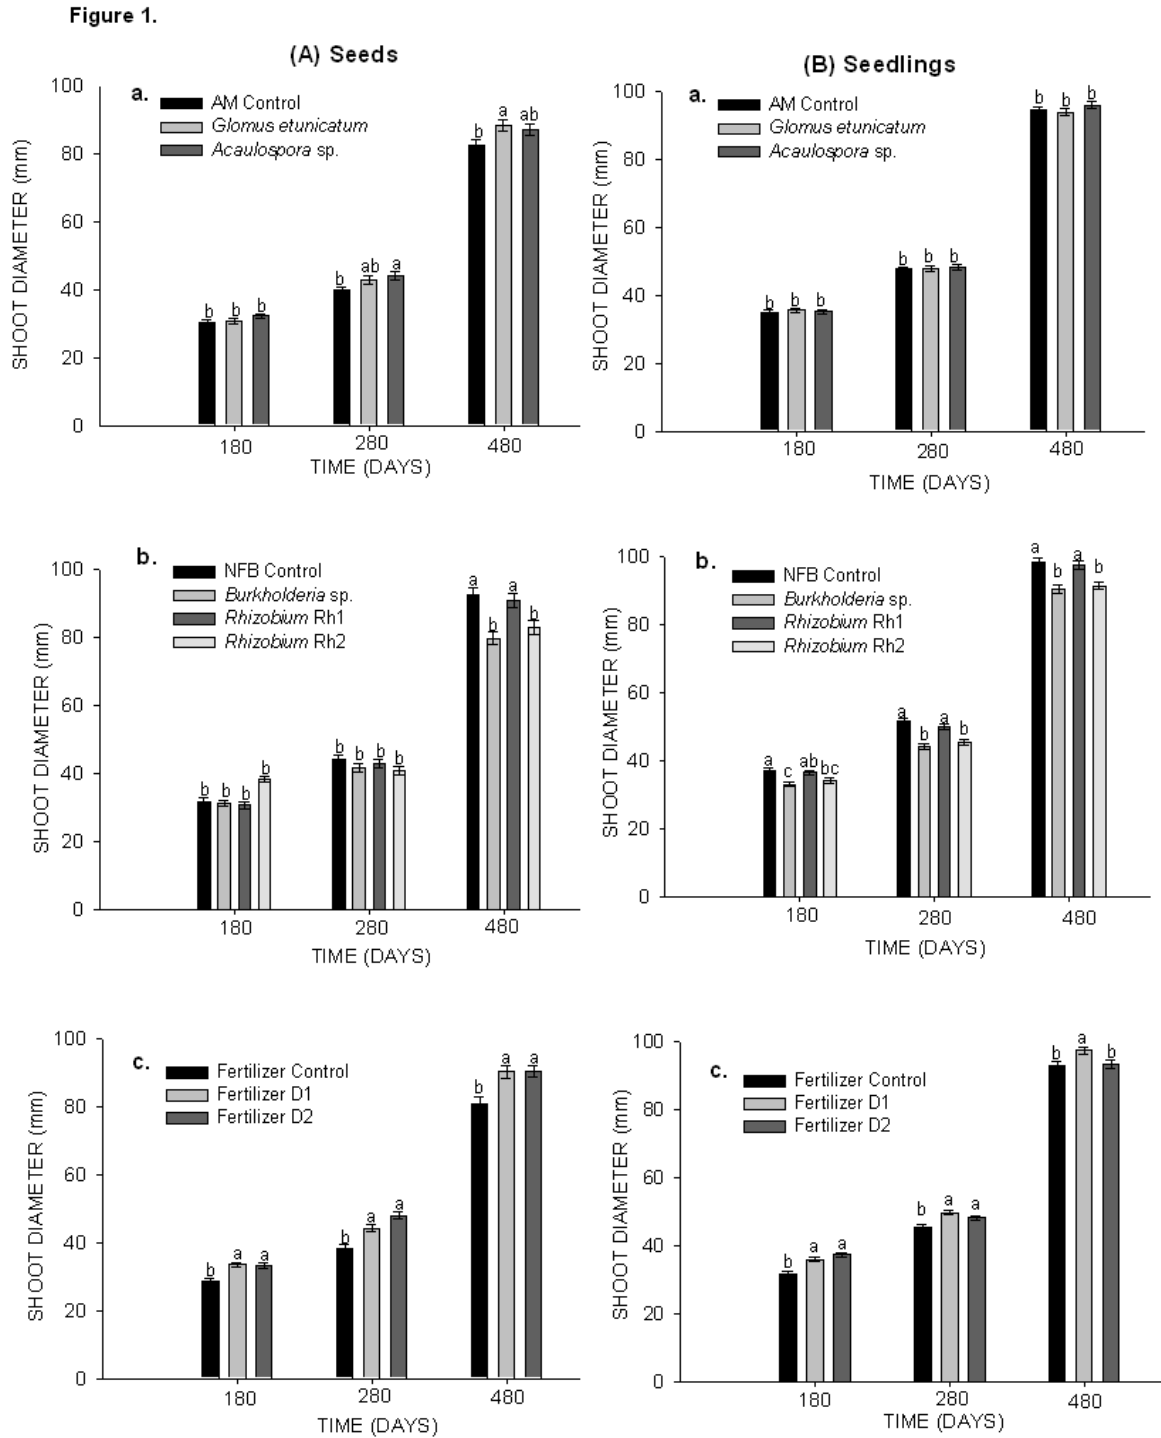 Figure 1.
(A) Seeds
a.
AM Control
Glomus etunicatum
Acaulospora sp.
SHOOT DIAMETER (mm)
100
80
60
40
20
0
b b b
b ab a
b a ab
180 280 480
TIME (DAYS)
(B) Seedlings
a.
AM Control
Glomus etunicatum
Acaulospora sp.
SHOOT DIAMETER (mm)
100
80
60
40
20
0
b b b
b b b
b b b
180 280 480
TIME (DAYS)
b.
NFB Control
Burkholderia sp.
Rhizobium Rh1
Rhizobium Rh2
SHOOT DIAMETER (mm)
100
80
60
40
20
0
b b b b
b b b b
a b a b
180 280 480
TIME (DAYS)
b.
NFB Control
Burkholderia sp.
Rhizobium Rh1
Rhizobium Rh2
SHOOT DIAMETER (mm)
100
80
60
40
20
0
a c ab bc
a b a b
a b a b
180 280 480
TIME (DAYS)
c.
Fertilizer Control
Fertilizer D1
Fertilizer D2
SHOOT DIAMETER (mm)
100
80
60
40
20
0
b a a
b a a
b a a
180 280 480
TIME (DAYS)
c.
Fertilizer Control
Fertilizer D1
Fertilizer D2
SHOOT DIAMETER (mm)
100
80
60
40
20
0
b a a
b a a
b a b
180 280 480
TIME (DAYS)